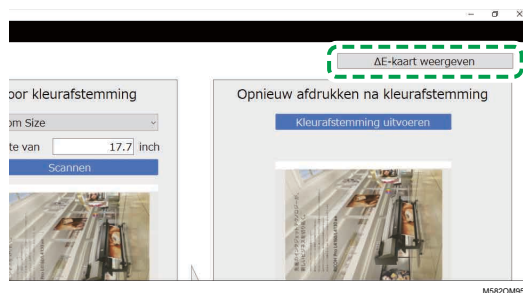 ΔE-kaart weergeven
oor kleurafstemming
om Size
te van 17.7 inch
Scannen
Opnieuw afdrukken na kleurafstemming
Kleurafstemming uitvoeren
M582OM95